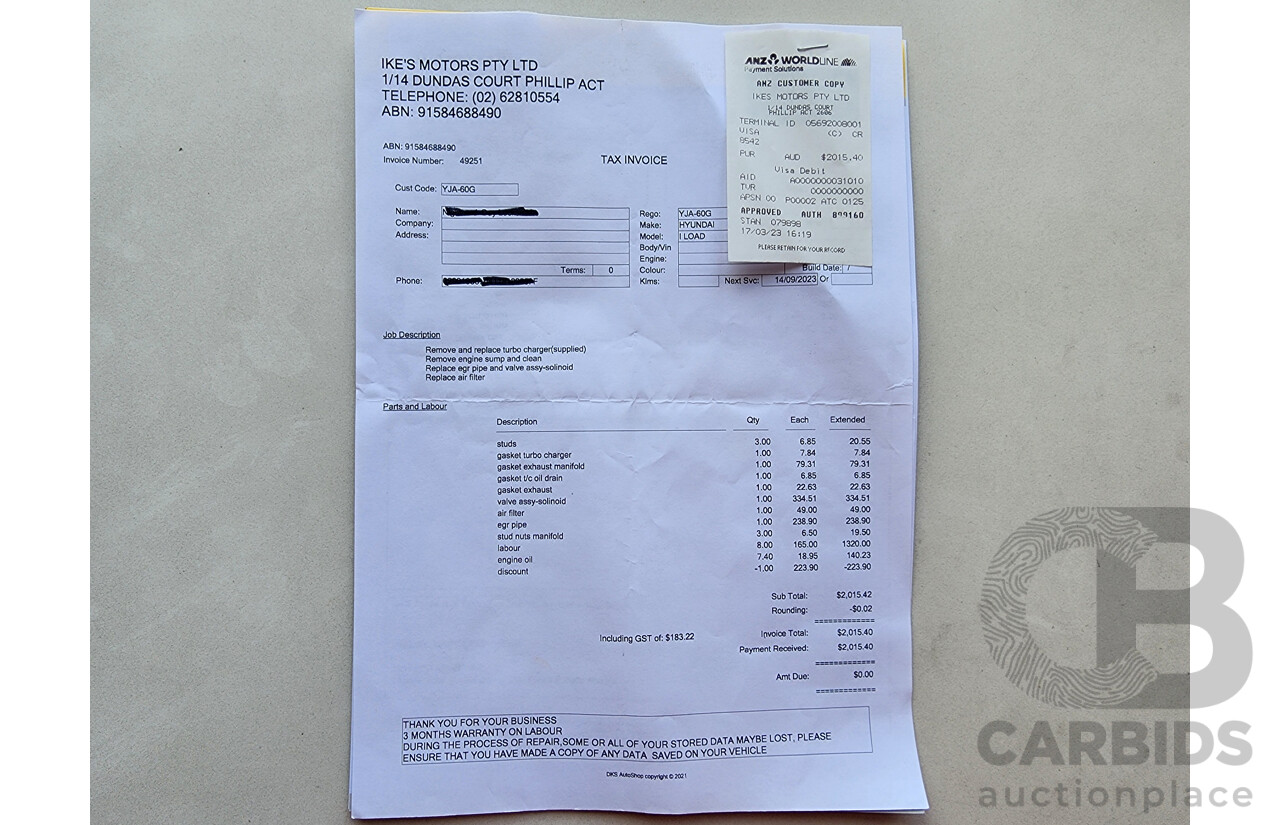 IKE'S MOTORS PTY LTD
1/14 DUNDAS COURT PHILLIP ACT
TELEPHONE: (02) 62810554
ABN: 91584688490
ABN: 91584688490
Invoice Number: 49251
TAX INVOICE
Cust Code: YJA-60G
Name:
Company:
Address:
Terms: 0
Phone:
Rego: YJA-60G
Make: HYUNDAI
Model: I LOAD
Body/Vin
Engine:
Colour: Build Date: /
Klms: Next Svc: 14/09/2023 Or
ANZ WORLDLINE
Payment Solutions
ANZ CUSTOMER COPY
IKES MOTORS PTY LTD
1/14 DUNDAS COURT
PHILLIP ACT 2606
TERMINAL ID 05692008001
VISA (C) CR
8542
PUR AUD $2015.40
Visa Debit
AID A0000000031010
TVR 0000000000
APSN 00 P00002 ATC 0125
APPROVED AUTH 899160
STAN 079898
17/03/23 16:19
PLEASE RETAIN FOR YOUR RECORD
Job Description
Remove and replace turbo charger(supplied)
Remove engine sump and clean
Replace egr pipe and valve assy-solinoid
Replace air filter
Parts and Labour
Description Qty Each Extended
studs 3.00 6.85 20.55
gasket turbo charger 1.00 7.84 7.84
gasket exhaust manifold 1.00 79.31 79.31
gasket t/c oil drain 1.00 6.85 6.85
gasket exhaust 1.00 22.63 22.63
valve assy-solinoid 1.00 334.51 334.51
air filter 1.00 49.00 49.00
egr pipe 1.00 238.90 238.90
stud nuts manifold 3.00 6.50 19.50
labour 8.00 165.00 1320.00
engine oil 7.40 18.95 140.23
discount -1.00 223.90 -223.90
Sub Total: $2,015.42
Rounding: -$0.02
Including GST of: $183.22
Invoice Total: $2,015.40
Payment Received: $2,015.40
Amt Due: $0.00
THANK YOU FOR YOUR BUSINESS
3 MONTHS WARRANTY ON LABOUR
DURING THE PROCESS OF REPAIR,SOME OR ALL OF YOUR STORED DATA MAYBE LOST, PLEASE
ENSURE THAT YOU HAVE MADE A COPY OF ANY DATA SAVED ON YOUR VEHICLE
DKS AutoShop copyright © 2021
CB
CARBIDS
auctionplace